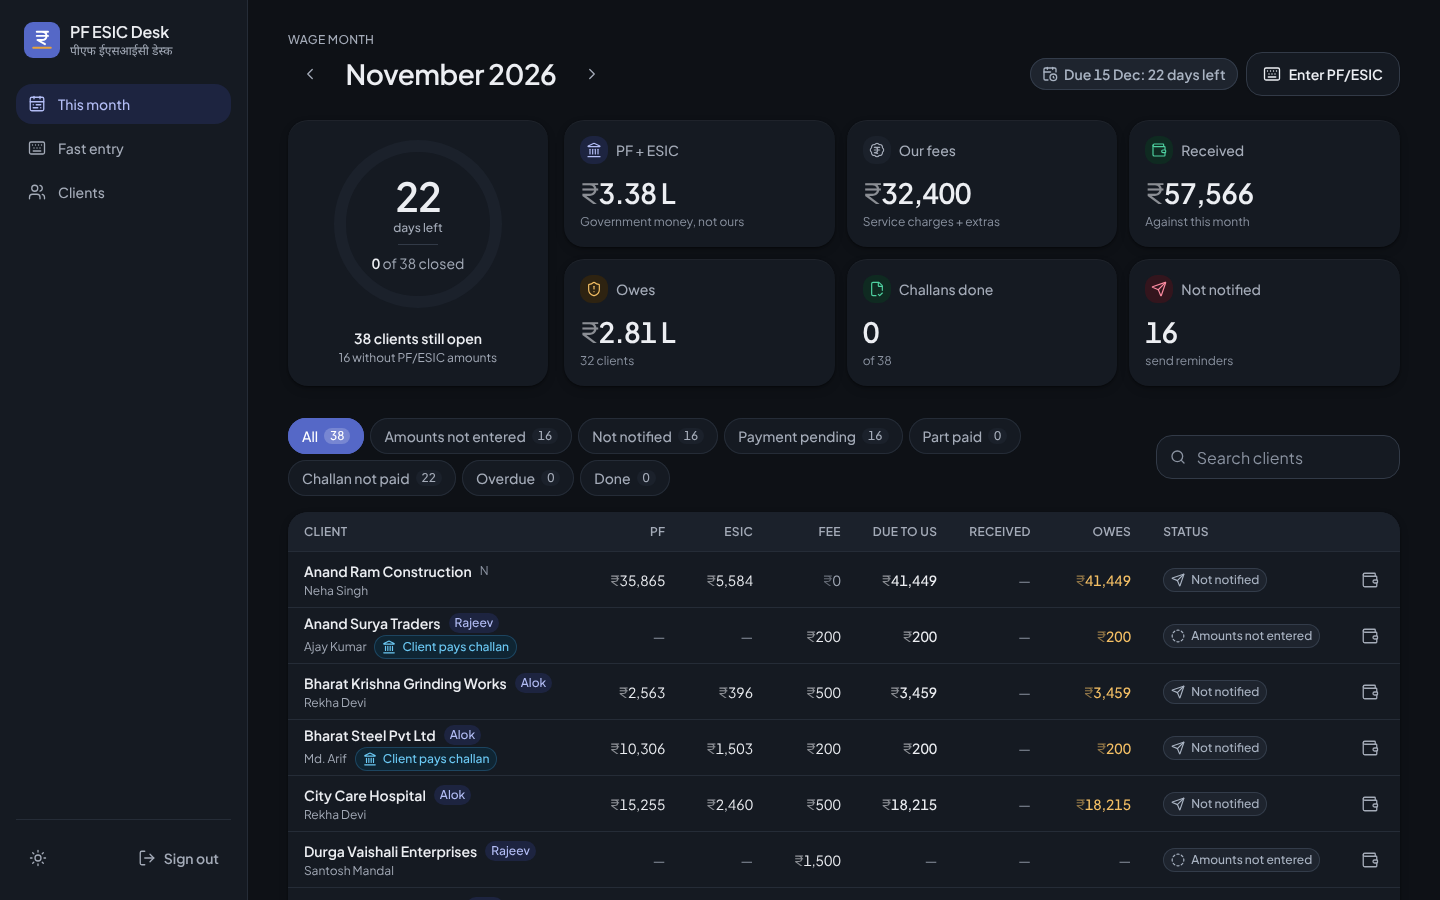 PF ESIC Desk
पीएफ ईएसआईसी डेस्क
This month
Fast entry
Clients
Sign out
WAGE MONTH
November 2026
Due 15 Dec: 22 days left
Enter PF/ESIC
22
days left
0 of 38 closed
38 clients still open
16 without PF/ESIC amounts
PF + ESIC
₹3.38 L
Government money, not ours
Our fees
₹32,400
Service charges + extras
Received
₹57,566
Against this month
Owes
₹2.81 L
32 clients
Challans done
0
of 38
Not notified
16
send reminders
All 38
Amounts not entered 16
Not notified 16
Payment pending 16
Part paid 0
Challan not paid 22
Overdue 0
Done 0
Search clients
CLIENT PF ESIC FEE DUE TO US RECEIVED OWES STATUS
Anand Ram Construction N
Neha Singh
₹35,865 ₹5,584 ₹0 ₹41,449 — ₹41,449 Not notified
Anand Surya Traders Rajeev
Ajay Kumar Client pays challan
— — ₹200 ₹200 — ₹200 Amounts not entered
Bharat Krishna Grinding Works Alok
Rekha Devi
₹2,563 ₹396 ₹500 ₹3,459 — ₹3,459 Not notified
Bharat Steel Pvt Ltd Alok
Md. Arif Client pays challan
₹10,306 ₹1,503 ₹200 ₹200 — ₹200 Not notified
City Care Hospital Alok
Rekha Devi
₹15,255 ₹2,460 ₹500 ₹18,215 — ₹18,215 Not notified
Durga Vaishali Enterprises Rajeev
Santosh Mandal
— — ₹1,500 — — — Amounts not entered